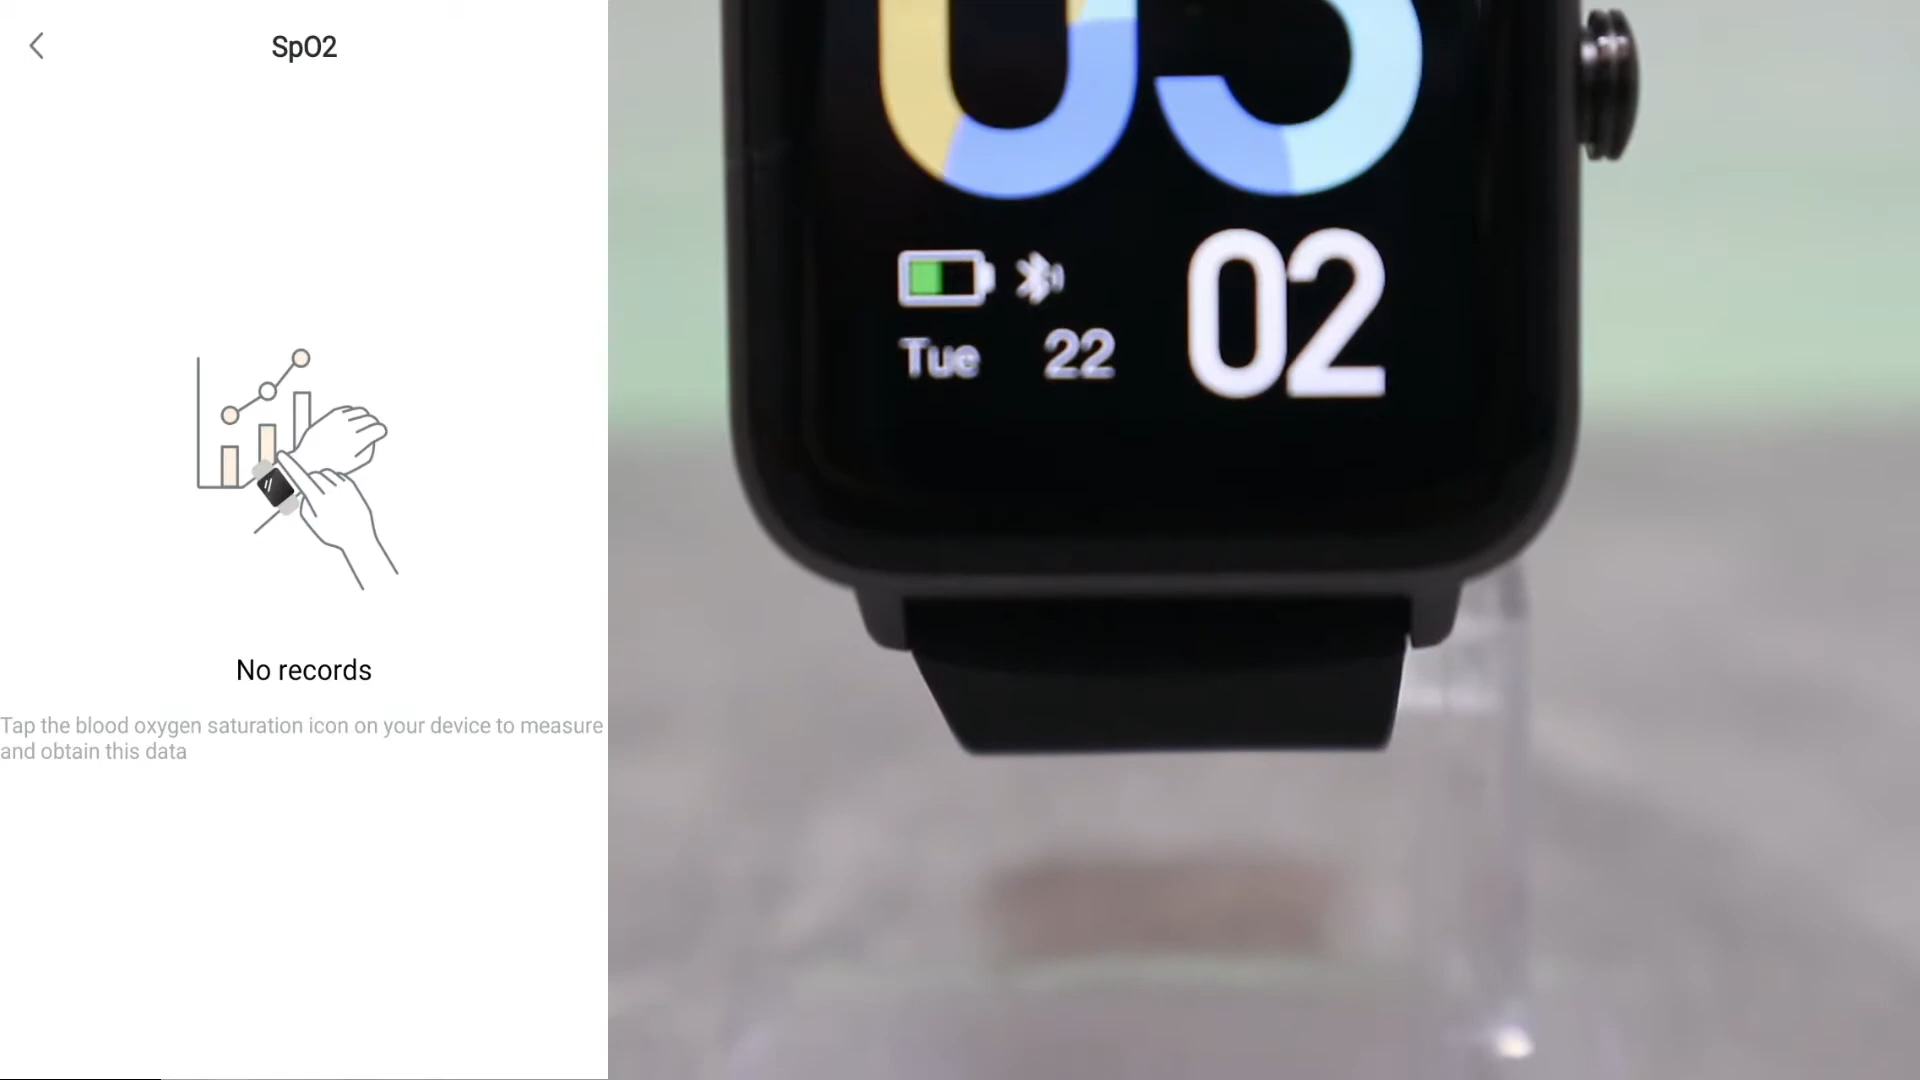 SpO2
No records
Tap the blood oxygen saturation icon on your device to measure
and obtain this data
02
Tue 22